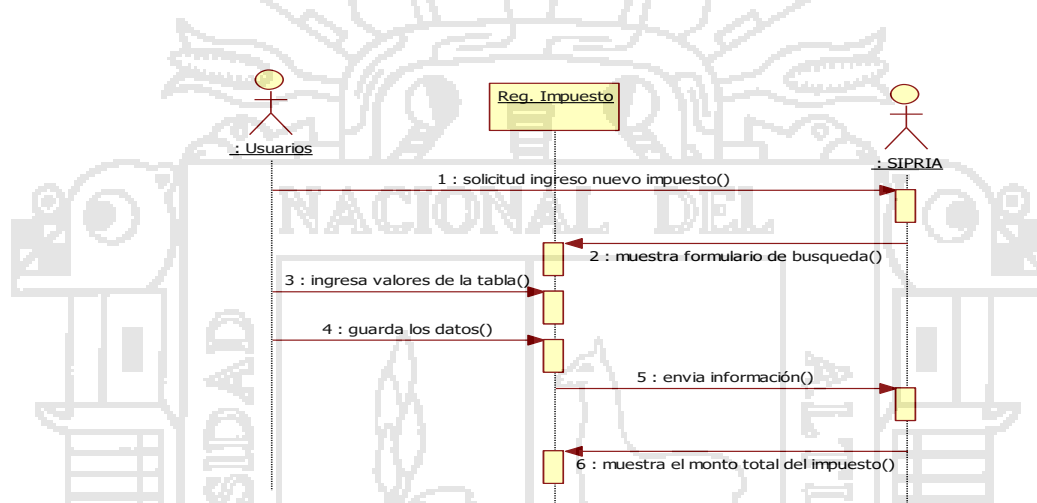 Reg. Impuesto
: Usuarios
: SIPRIA
1 : solicitud ingreso nuevo impuesto()
NACIONAL DEL
2 : muestra formulario de busqueda()
3 : ingresa valores de la tabla()
4 : guarda los datos()
5 : envia información()
6 : muestra el monto total del impuesto()
SIDAD